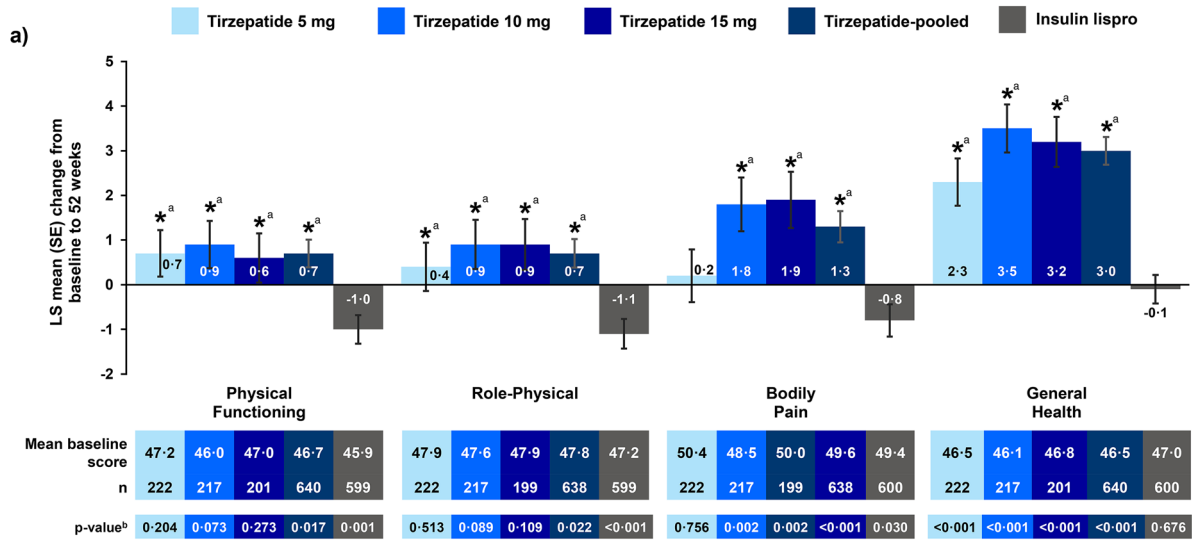 Tirzepatide 5 mg Tirzepatide 10 mg Tirzepatide 15 mg Tirzepatide-pooled Insulin lispro
a)
LS mean (SE) change from
baseline to 52 weeks
5
4
3
2
1
0
-1
-2
*a *a *a *a
0·7 0·9 0·6 0·7 -1·0
*a *a *a *a
0·4 0·9 0·9 0·7 -1·1
*a *a *a
0·2 1·8 1·9 1·3 -0·8
*a *a *a *a
2·3 3·5 3·2 3·0 -0·1
Physical
Functioning
Role-Physical
Bodily
Pain
General
Health
Mean baseline
score
47·2 46·0 47·0 46·7 45·9 47·9 47·6 47·9 47·8 47·2 50·4 48·5 50·0 49·6 49·4 46·5 46·1 46·8 46·5 47·0
n 222 217 201 640 599 222 217 199 638 599 222 217 199 638 600 222 217 201 640 600
p-valueb 0·204 0·073 0·273 0·017 0·001 0·513 0·089 0·109 0·022 <0·001 0·756 0·002 0·002 <0·001 0·030 <0·001 <0·001 <0·001 <0·001 0·676